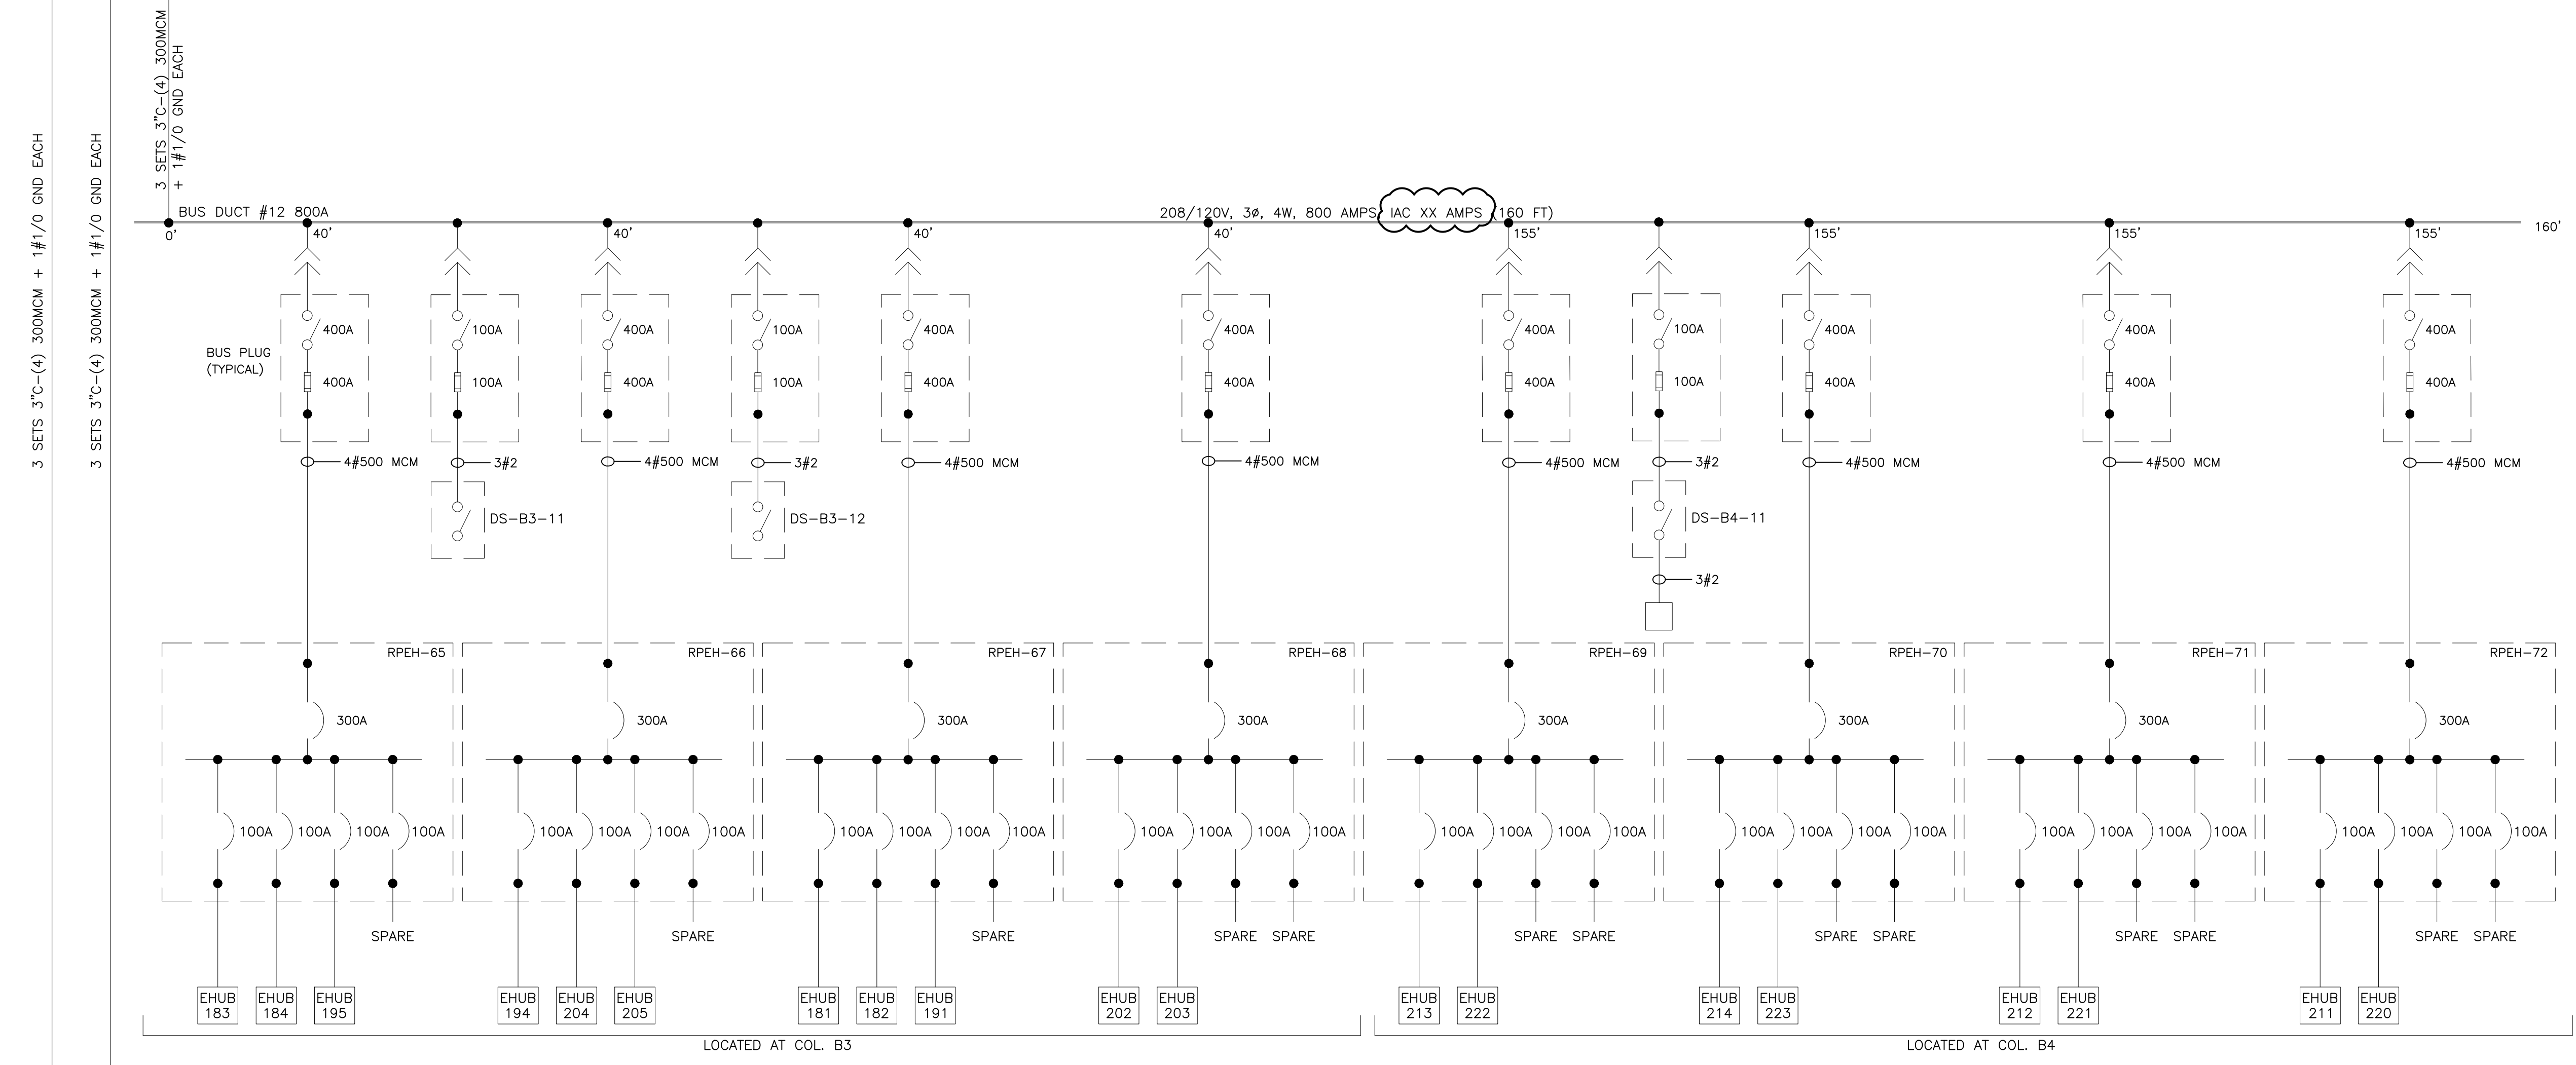 3 SETS 3"C-(4) 300MCM + 1#1/0 GND EACH
3 SETS 3"C-(4) 300MCM + 1#1/0 GND EACH
3 SETS 3"C-(4) 300MCM
+ 1#1/0 GND EACH
BUS DUCT #12 800A
208/120V, 3ø, 4W, 800 AMPS, IAC XX AMPS (160 FT)
0' 40' 40' 40' 40' 155' 155' 155' 155' 160'
400A 100A 400A 100A 400A 400A 400A 100A 400A 400A 400A
BUS PLUG
(TYPICAL)
400A 100A 400A 100A 400A 400A 400A 100A 400A 400A 400A
4#500 MCM 3#2 4#500 MCM 3#2 4#500 MCM 4#500 MCM 4#500 MCM 3#2 4#500 MCM 4#500 MCM 4#500 MCM
DS-B3-11 DS-B3-12 DS-B4-11
3#2
RPEH-65 RPEH-66 RPEH-67 RPEH-68 RPEH-69 RPEH-70 RPEH-71 RPEH-72
300A 300A 300A 300A 300A 300A 300A 300A
100A 100A 100A 100A 100A 100A 100A 100A 100A 100A 100A 100A 100A 100A 100A 100A 100A 100A 100A 100A 100A 100A 100A 100A 100A 100A 100A 100A 100A 100A 100A 100A
SPARE SPARE SPARE SPARE SPARE SPARE SPARE SPARE SPARE SPARE SPARE SPARE SPARE
EHUB EHUB EHUB EHUB EHUB EHUB EHUB EHUB EHUB EHUB EHUB EHUB EHUB EHUB EHUB EHUB EHUB EHUB EHUB
183 184 195 194 204 205 181 182 191 202 203 213 222 214 223 212 221 211 220
LOCATED AT COL. B3 LOCATED AT COL. B4